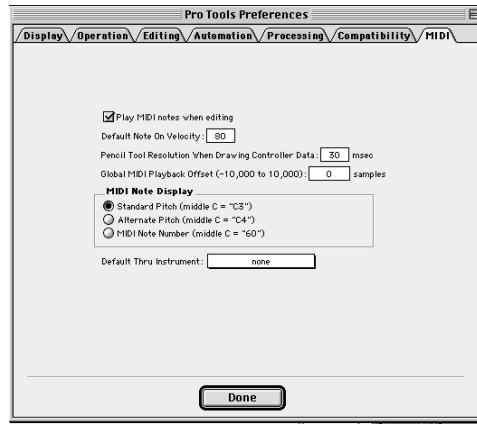 Pro Tools Preferences
Display Operation Editing Automation Processing Compatibility MIDI
Play MIDI notes when editing
Default Note On Velocity: 80
Pencil Tool Resolution When Drawing Controller Data: 30 msec
Global MIDI Playback Offset (-10,000 to 10,000): 0 samples
MIDI Note Display
Standard Pitch (middle C = "C3")
Alternate Pitch (middle C = "C4")
MIDI Note Number (middle C = "60")
Default Thru Instrument: none
Done